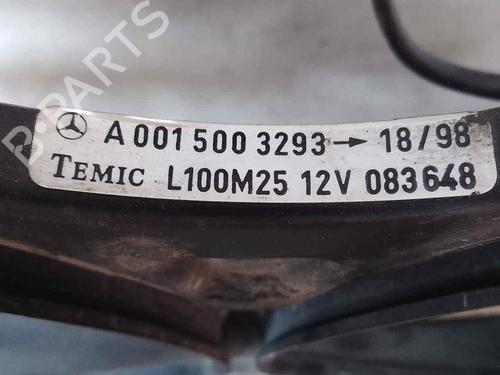 A 001 500 3293 → 18/98
TEMIC L100M25 12V 083648
B-PARTS